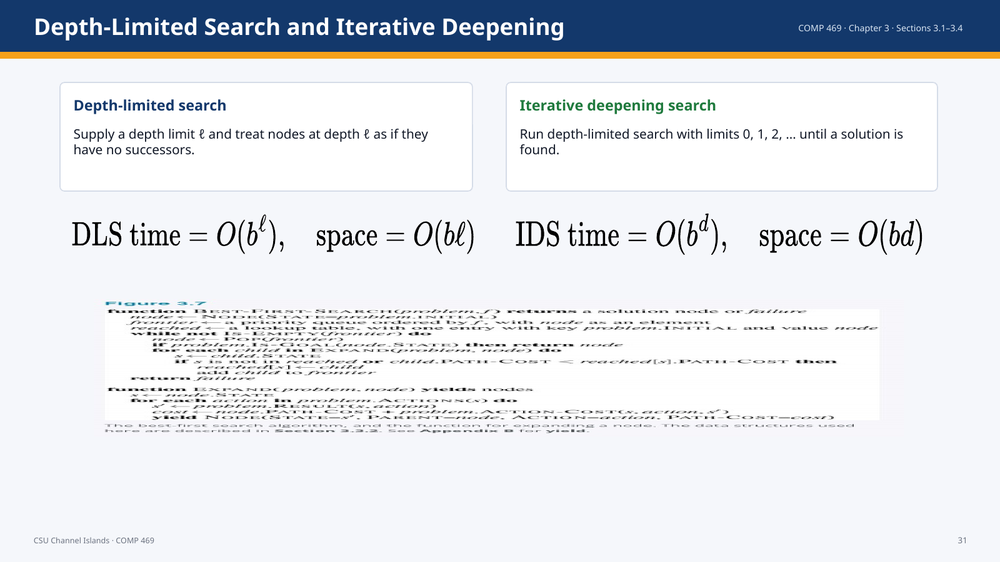 Depth-Limited Search and Iterative Deepening
COMP 469 · Chapter 3 · Sections 3.1–3.4
Depth-limited search
Supply a depth limit ℓ and treat nodes at depth ℓ as if they
have no successors.
Iterative deepening search
Run depth-limited search with limits 0, 1, 2, … until a solution is
found.
DLS time = O(b^ℓ), space = O(bℓ)
IDS time = O(b^d), space = O(bd)
Figure 3.7
function BEST-FIRST-SEARCH(problem, f) returns a solution node or failure
node ← NODE(STATE=problem.INITIAL)
frontier ← a priority queue ordered by f, with node as an element
reached ← a lookup table, with one entry with key problem.INITIAL and value node
while not IS-EMPTY(frontier) do
node ← POP(frontier)
if problem.IS-GOAL(node.STATE) then return node
for each child in EXPAND(problem, node) do
s ← child.STATE
if s is not in reached or child.PATH-COST < reached[s].PATH-COST then
reached[s] ← child
add child to frontier
return failure
function EXPAND(problem, node) yields nodes
s ← node.STATE
for each action in problem.ACTIONS(s) do
s′ ← problem.RESULT(s, action)
cost ← node.PATH-COST + problem.ACTION-COST(s, action, s′)
yield NODE(STATE=s′, PARENT=node, ACTION=action, PATH-COST=cost)
The best-first search algorithm, and the function for expanding a node. The data structures used
here are described in Section 3.3.2. See Appendix B for yield.
CSU Channel Islands · COMP 469
31